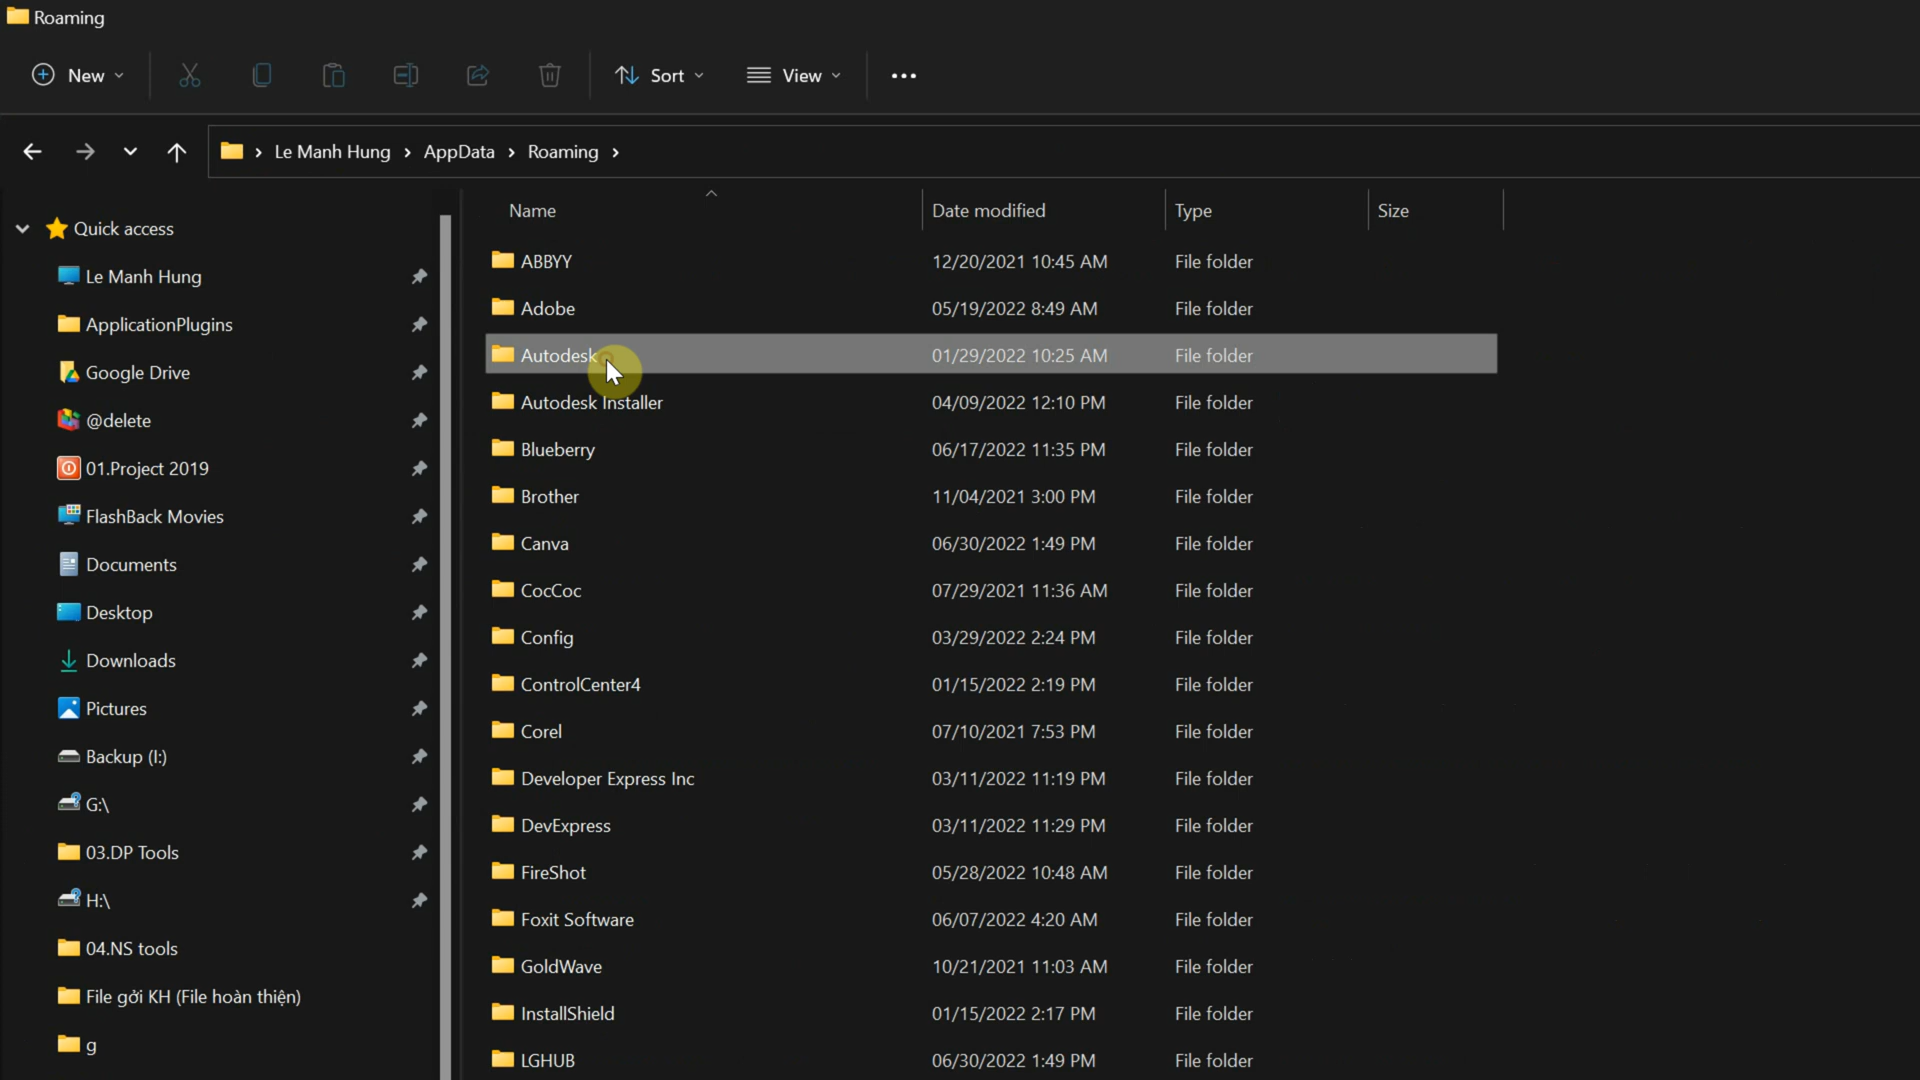 Roaming
New
Sort
View
Le Manh Hung > AppData > Roaming >
Quick access
Le Manh Hung
ApplicationPlugins
Google Drive
@delete
01.Project 2019
FlashBack Movies
Documents
Desktop
Downloads
Pictures
Backup (I:)
G:\
03.DP Tools
H:\
04.NS tools
File gởi KH (File hoàn thiện)
g
Name Date modified Type Size
ABBYY 12/20/2021 10:45 AM File folder
Adobe 05/19/2022 8:49 AM File folder
Autodesk 01/29/2022 10:25 AM File folder
Autodesk Installer 04/09/2022 12:10 PM File folder
Blueberry 06/17/2022 11:35 PM File folder
Brother 11/04/2021 3:00 PM File folder
Canva 06/30/2022 1:49 PM File folder
CocCoc 07/29/2021 11:36 AM File folder
Config 03/29/2022 2:24 PM File folder
ControlCenter4 01/15/2022 2:19 PM File folder
Corel 07/10/2021 7:53 PM File folder
Developer Express Inc 03/11/2022 11:19 PM File folder
DevExpress 03/11/2022 11:29 PM File folder
FireShot 05/28/2022 10:48 AM File folder
Foxit Software 06/07/2022 4:20 AM File folder
GoldWave 10/21/2021 11:03 AM File folder
InstallShield 01/15/2022 2:17 PM File folder
LGHUB 06/30/2022 1:49 PM File folder